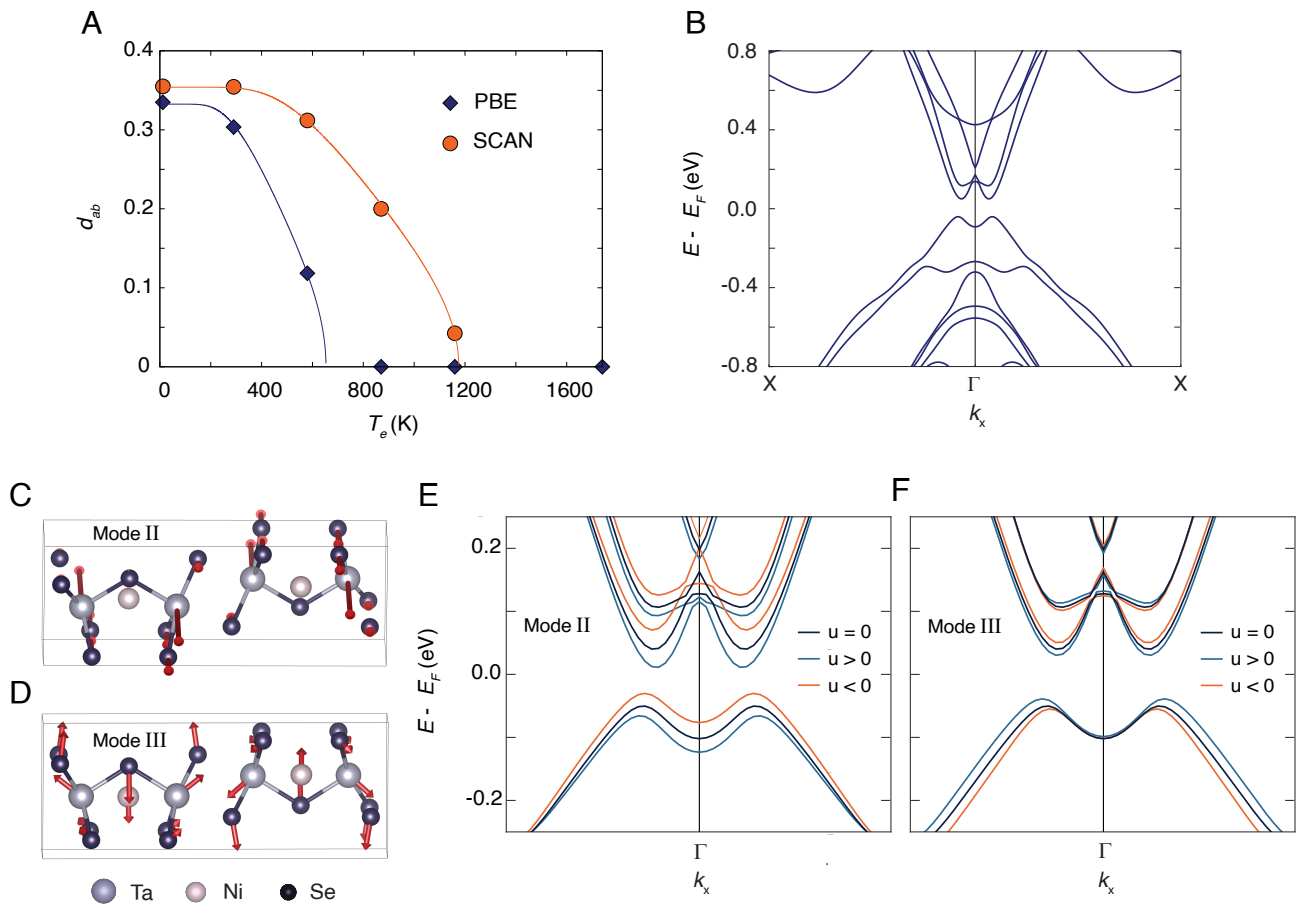 A
0.4
0.3
0.2
0.1
0
d_ab
0
400
800
1200
1600
T_e (K)
PBE
SCAN
B
0.8
0.4
0.0
-0.4
-0.8
E - E_F (eV)
X
Γ
X
k_x
C
Mode II
D
Mode III
Ta
Ni
Se
E
0.2
0.0
-0.2
E - E_F (eV)
Mode II
u = 0
u > 0
u < 0
Γ
k_x
F
Mode III
u = 0
u > 0
u < 0
Γ
k_x